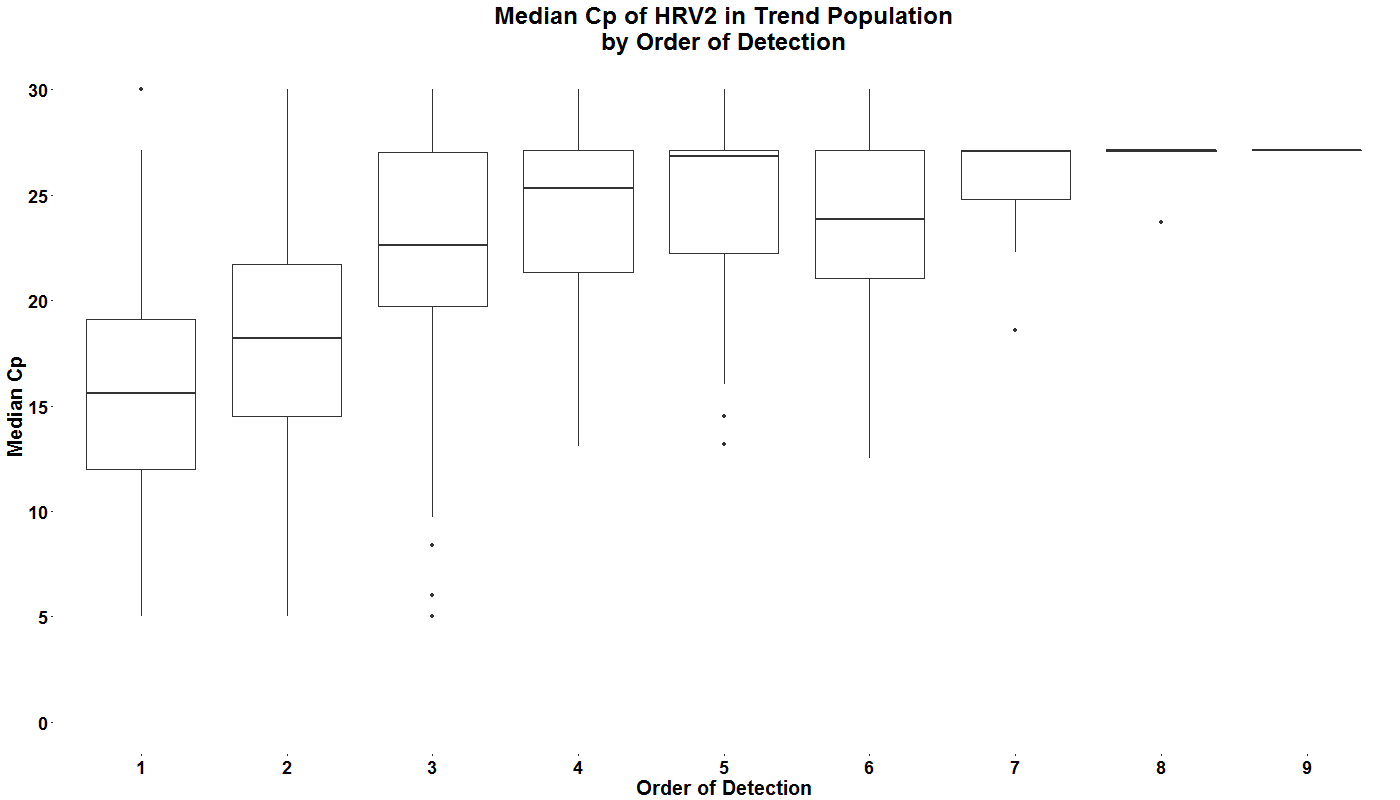 Median Cp of HRV2 in Trend Population
by Order of Detection
30
25
20
15
10
5
0
Median Cp
1 2 3 4 5 6 7 8 9
Order of Detection